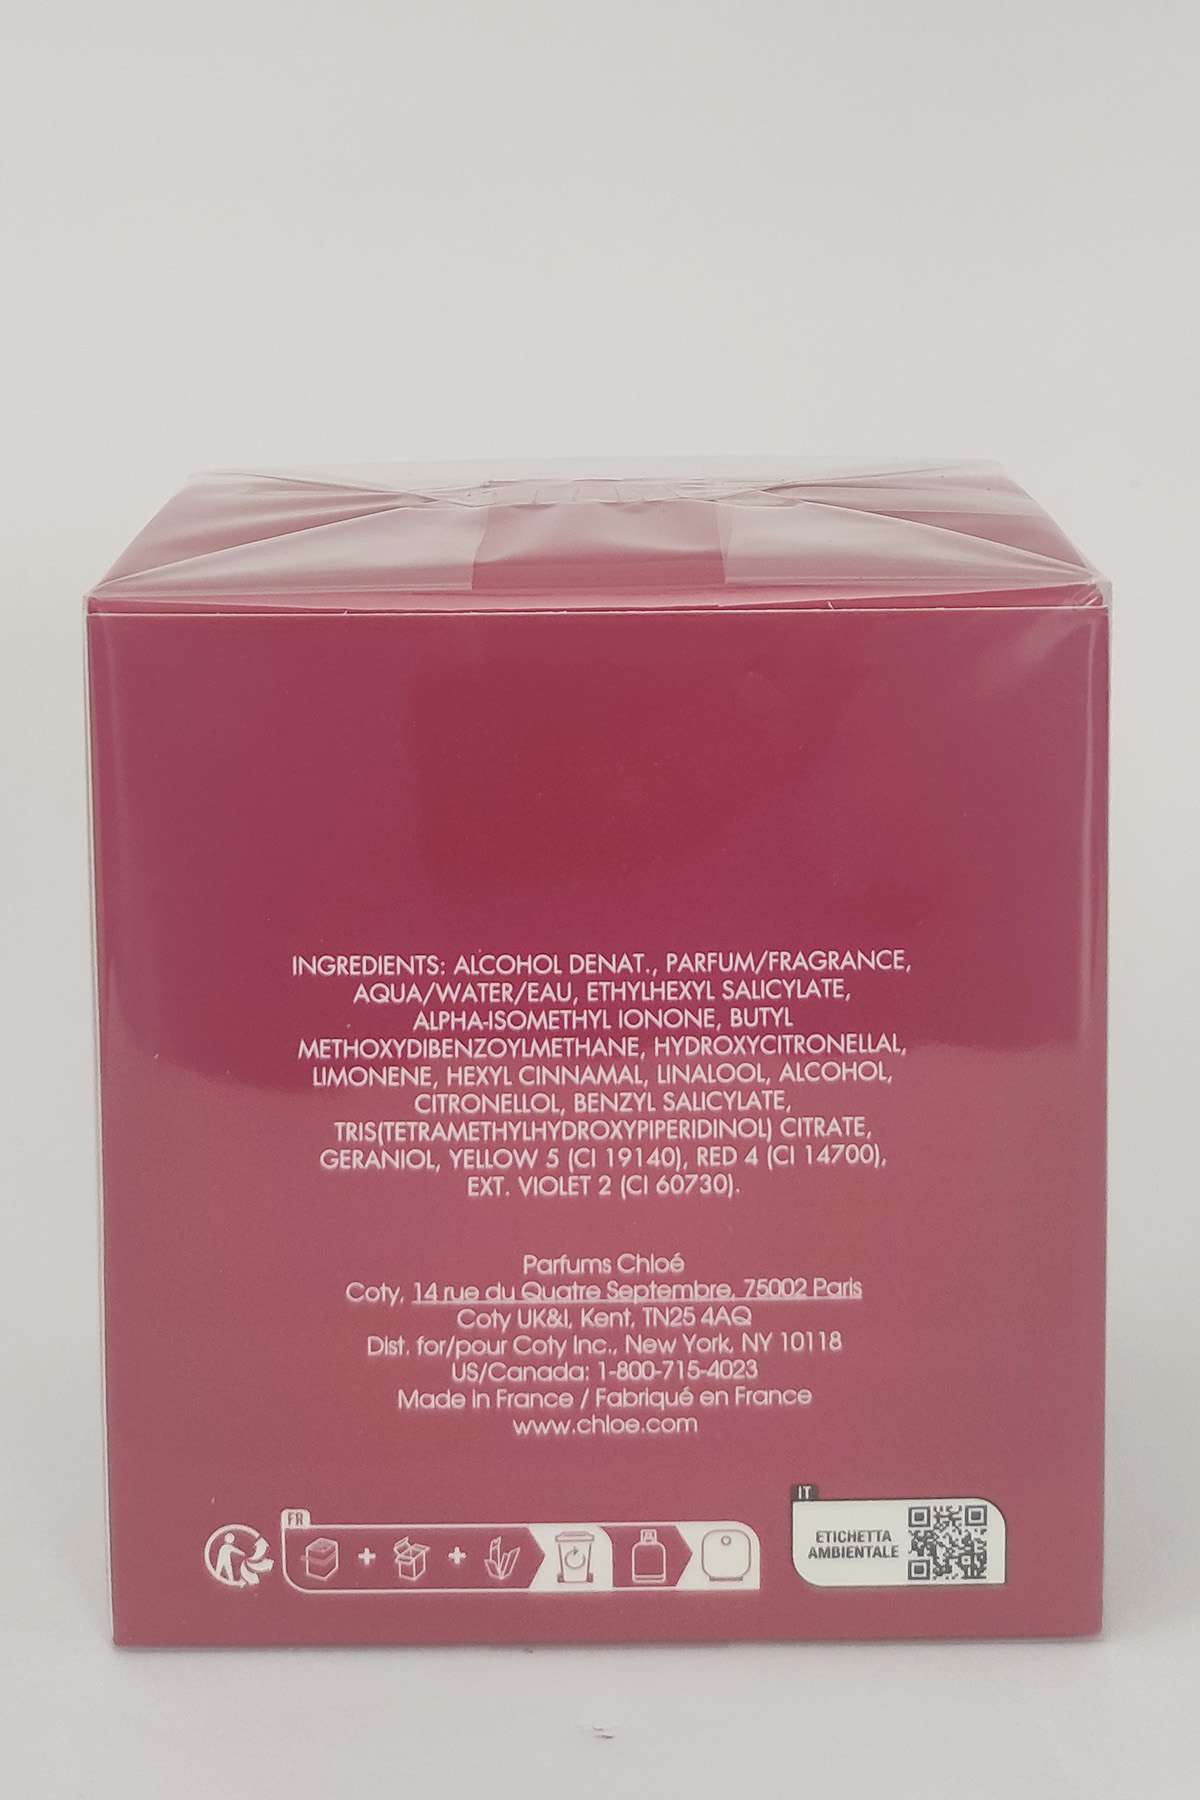 INGREDIENTS: ALCOHOL DENAT., PARFUM/FRAGRANCE,
AQUA/WATER/EAU, ETHYLHEXYL SALICYLATE,
ALPHA-ISOMETHYL IONONE, BUTYL
METHOXYDIBENZOYLMETHANE, HYDROXYCITRONELLAL,
LIMONENE, HEXYL CINNAMAL, LINALOOL, ALCOHOL,
CITRONELLOL, BENZYL SALICYLATE,
TRIS(TETRAMETHYLHYDROXYPIPERIDINOL) CITRATE,
GERANIOL, YELLOW 5 (CI 19140), RED 4 (CI 14700),
EXT. VIOLET 2 (CI 60730).
Parfums Chloé
Coty, 14 rue du Quatre Septembre, 75002 Paris
Coty UK&I, Kent, TN25 4AQ
Dist. for/pour Coty Inc., New York, NY 10118
US/Canada: 1-800-715-4023
Made in France / Fabriqué en France
www.chloe.com
FR
IT
ETICHETTA
AMBIENTALE